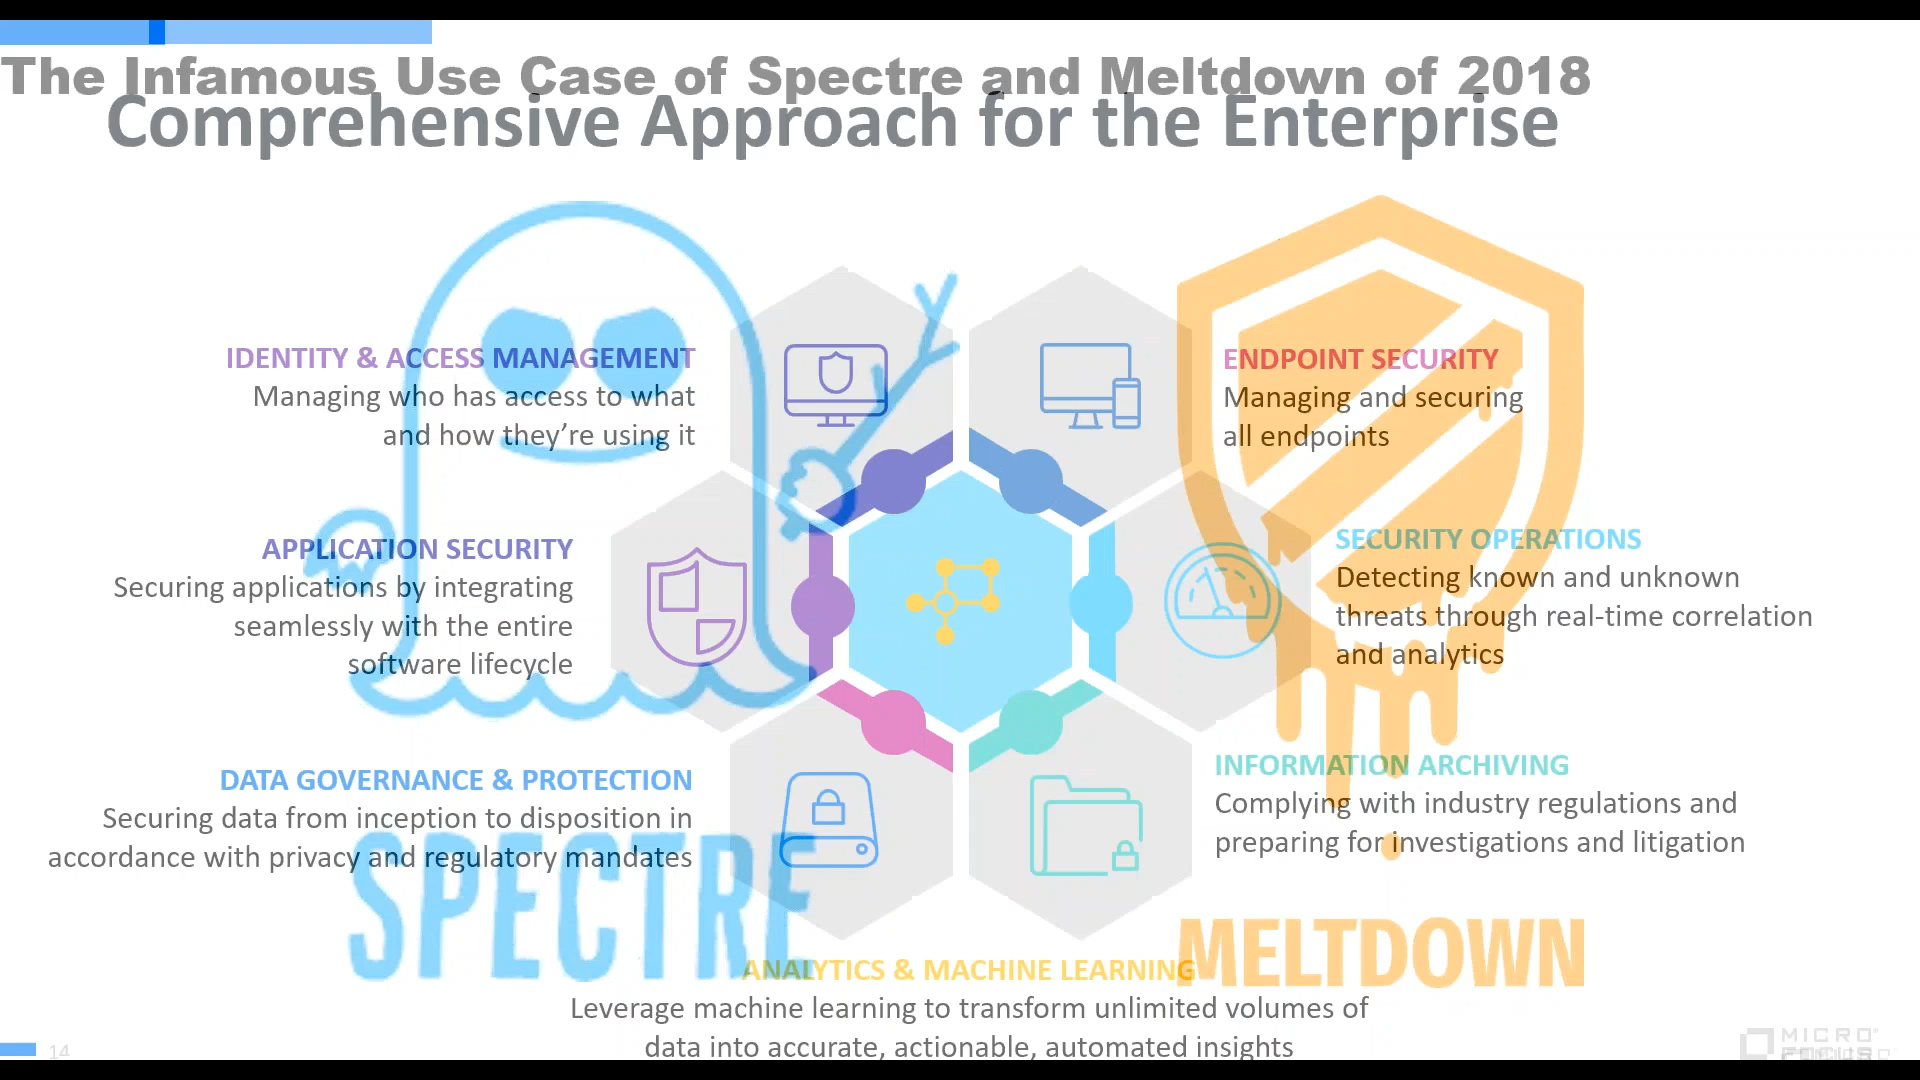 The Infamous Use Case of Spectre and Meltdown of 2018
Comprehensive Approach for the Enterprise
IDENTITY & ACCESS MANAGEMENT
Managing who has access to what
and how they’re using it
ENDPOINT SECURITY
Managing and securing
all endpoints
APPLICATION SECURITY
Securing applications by integrating
seamlessly with the entire
software lifecycle
SECURITY OPERATIONS
Detecting known and unknown
threats through real-time correlation
and analytics
DATA GOVERNANCE & PROTECTION
Securing data from inception to disposition in
accordance with privacy and regulatory mandates
INFORMATION ARCHIVING
Complying with industry regulations and
preparing for investigations and litigation
SPECTRE
MELTDOWN
ANALYTICS & MACHINE LEARNING
Leverage machine learning to transform unlimited volumes of
data into accurate, actionable, automated insights
14
MICRO